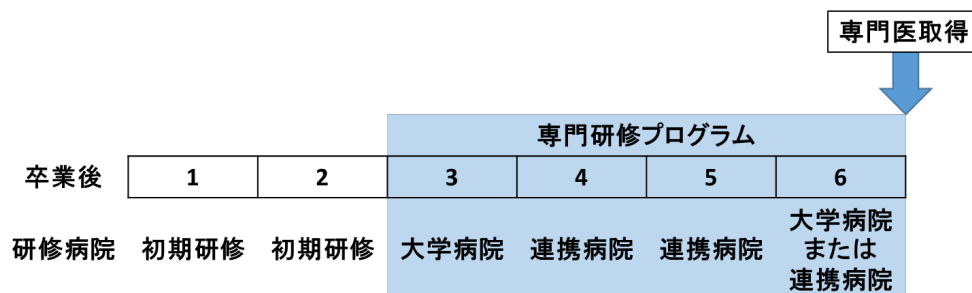 専門医取得
専門研修プログラム
卒業後 1 2 3 4 5 6
研修病院 初期研修 初期研修 大学病院 連携病院 連携病院 大学病院
または
連携病院